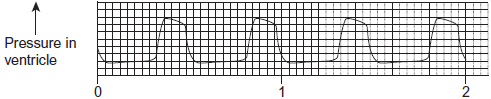 Pressure in
ventricle
0 1 2